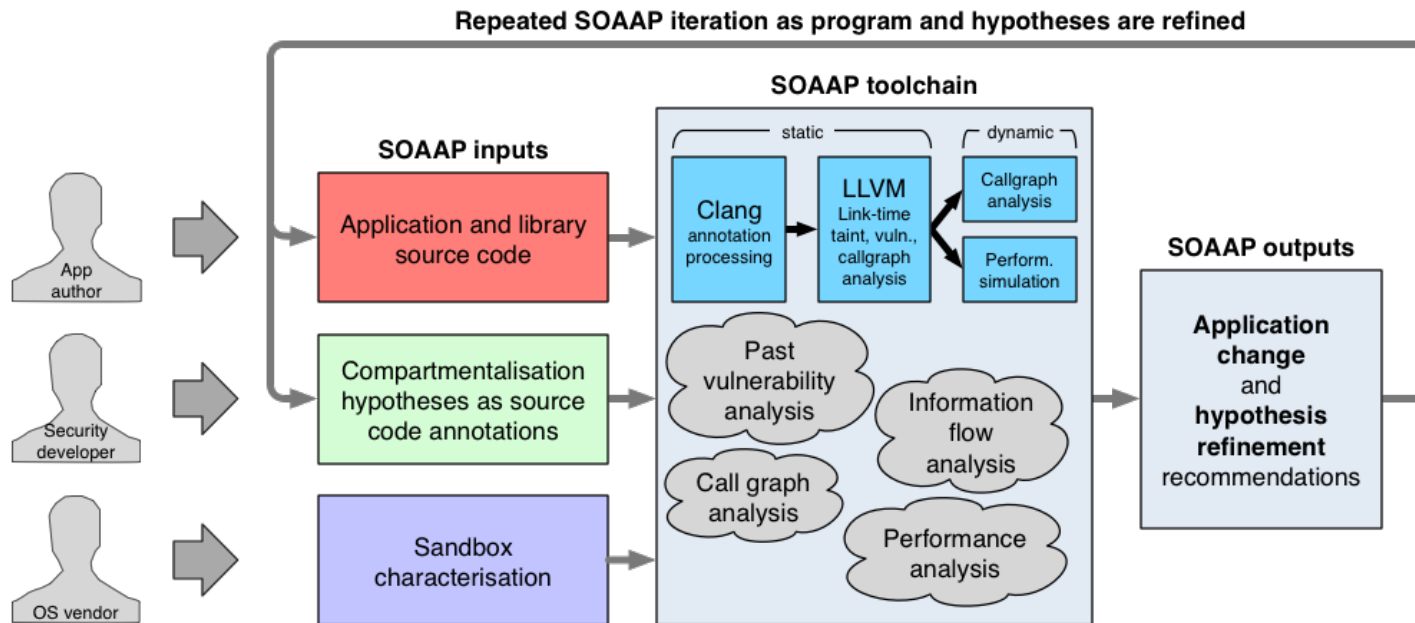 Repeated SOAAP iteration as program and hypotheses are refined
SOAAP toolchain
static
dynamic
SOAAP inputs
App
author
Application and library
source code
Clang
annotation
processing
LLVM
Link-time
taint, vuln.,
callgraph
analysis
Callgraph
analysis
Perform.
simulation
Security
developer
Compartmentalisation
hypotheses as source
code annotations
Past
vulnerability
analysis
Information
flow
analysis
Call graph
analysis
Performance
analysis
OS vendor
Sandbox
characterisation
SOAAP outputs
Application
change
and
hypothesis
refinement
recommendations